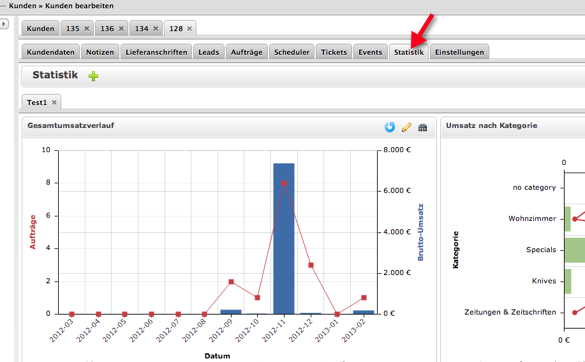 Kunden » Kunden bearbeiten
Kunden 135 136 134 128
Kundendaten Notizen Lieferanschriften Leads Aufträge Scheduler Tickets Events Statistik Einstellungen
Statistik
Test1
Gesamtumsatzverlauf
Aufträge
10
8
6
4
2
0
8.000 €
6.000 €
4.000 €
2.000 €
0 €
Brutto-Umsatz
2012-03
2012-04
2012-05
2012-06
2012-07
2012-08
2012-09
2012-10
2012-11
2012-12
2013-01
2013-02
Datum
Umsatz nach Kategorie
0
Kategorie
no category
Wohnzimmer
Specials
Knives
Zeitungen & Zeitschriften
0 €